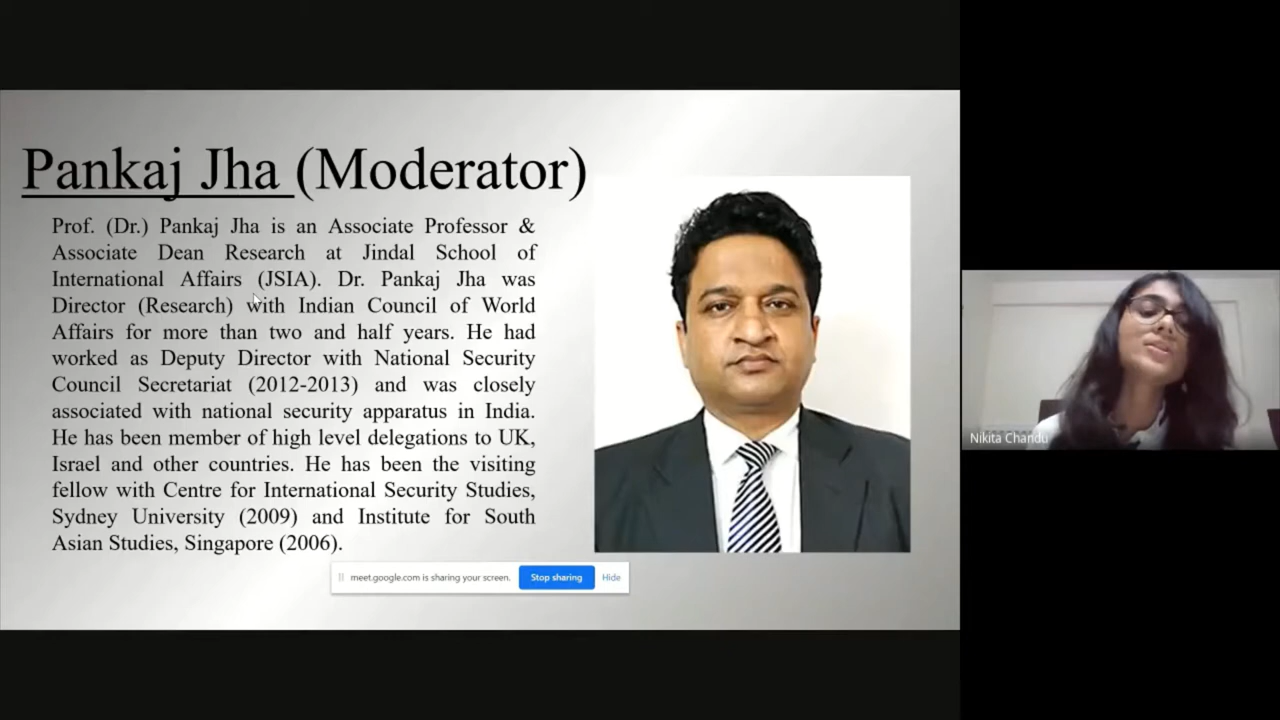 Pankaj Jha (Moderator)
Prof. (Dr.) Pankaj Jha is an Associate Professor &
Associate Dean Research at Jindal School of
International Affairs (JSIA). Dr. Pankaj Jha was
Director (Research) with Indian Council of World
Affairs for more than two and half years. He had
worked as Deputy Director with National Security
Council Secretariat (2012-2013) and was closely
associated with national security apparatus in India.
He has been member of high level delegations to UK,
Israel and other countries. He has been the visiting
fellow with Centre for International Security Studies,
Sydney University (2009) and Institute for South
Asian Studies, Singapore (2006).
meet.google.com is sharing your screen. Stop sharing Hide
Nikita Chandu